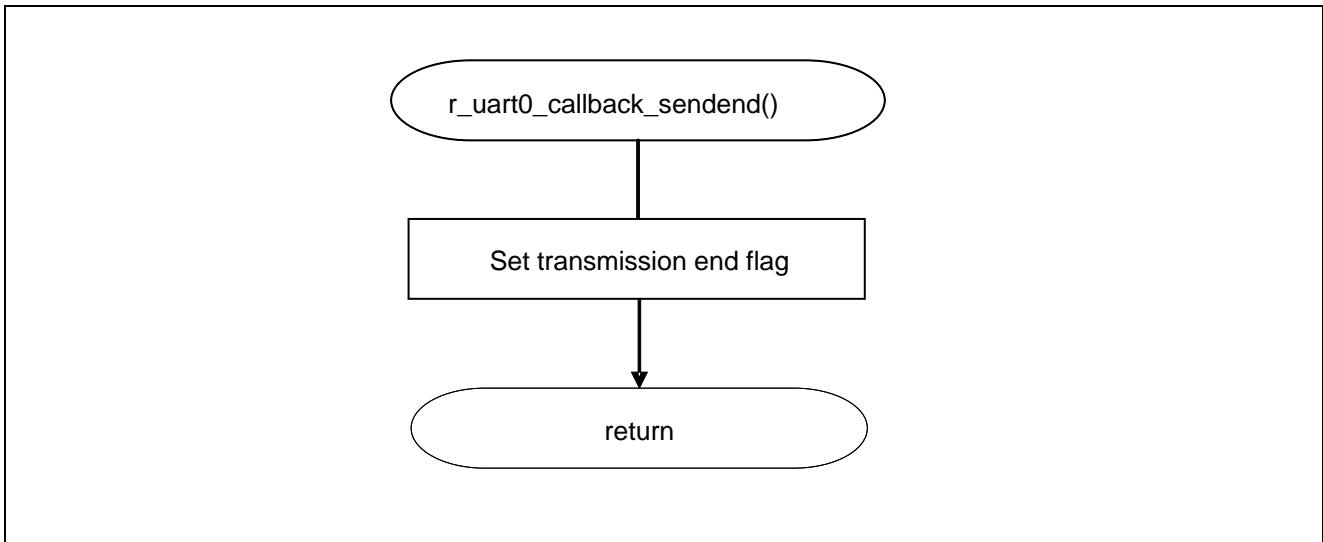 r_uart0_callback_sendend()
Set transmission end flag
return